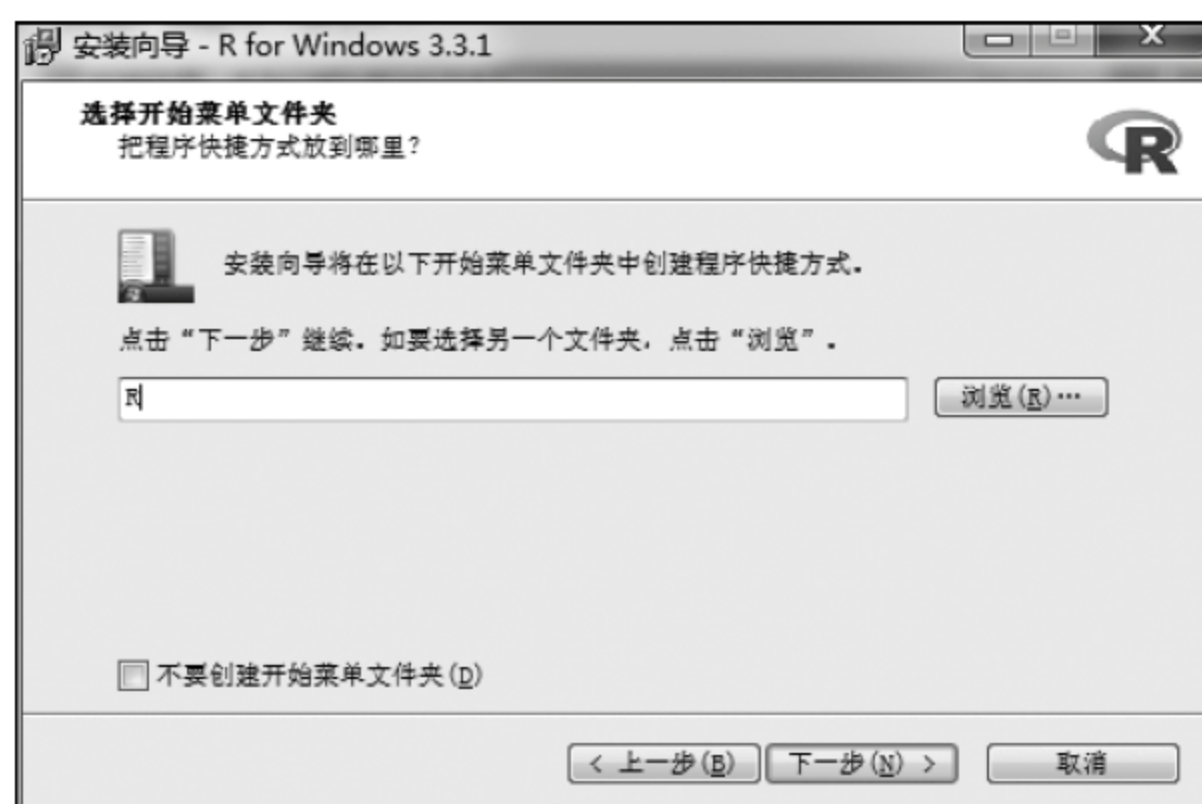 安装向导 - R for Windows 3.3.1
选择开始菜单文件夹
把程序快捷方式放到哪里？
R
安装向导将在以下开始菜单文件夹中创建程序快捷方式.
点击“下一步”继续. 如要选择另一个文件夹, 点击“浏览”.
R
浏览(R)...
不要创建开始菜单文件夹(D)
< 上一步(B)
下一步(N) >
取消